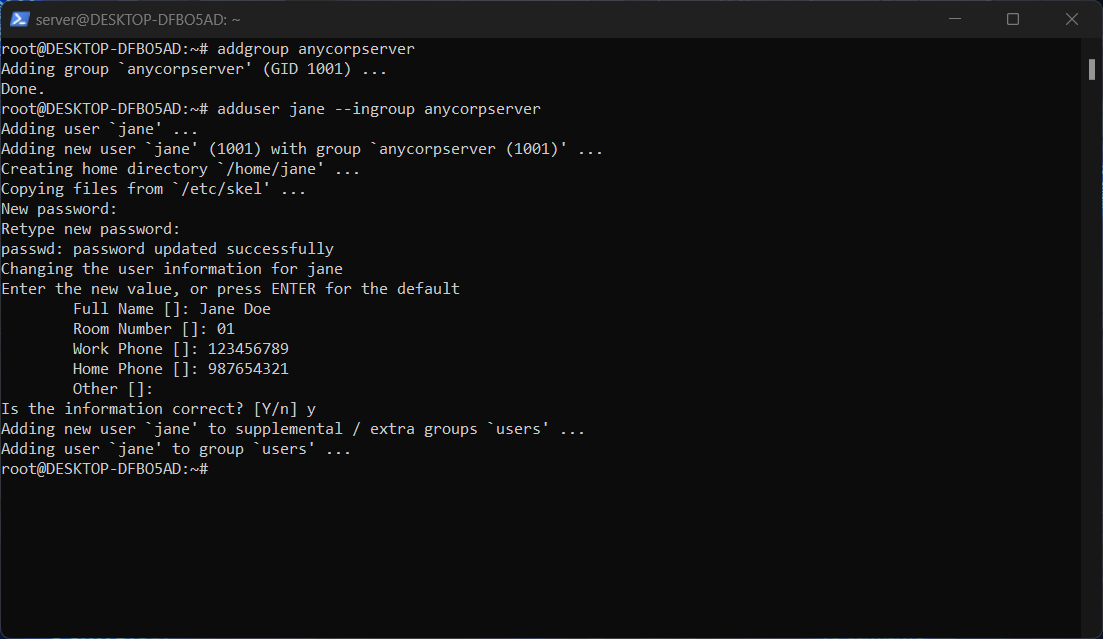 server@DESKTOP-DFBO5AD: ~
root@DESKTOP-DFBO5AD:~# addgroup anycorpserver
Adding group `anycorpserver' (GID 1001) ...
Done.
root@DESKTOP-DFBO5AD:~# adduser jane --ingroup anycorpserver
Adding user `jane' ...
Adding new user `jane' (1001) with group `anycorpserver (1001)' ...
Creating home directory `/home/jane' ...
Copying files from `/etc/skel' ...
New password:
Retype new password:
passwd: password updated successfully
Changing the user information for jane
Enter the new value, or press ENTER for the default
        Full Name []: Jane Doe
        Room Number []: 01
        Work Phone []: 123456789
        Home Phone []: 987654321
        Other []:
Is the information correct? [Y/n] y
Adding new user `jane' to supplemental / extra groups `users' ...
Adding user `jane' to group `users' ...
root@DESKTOP-DFBO5AD:~#